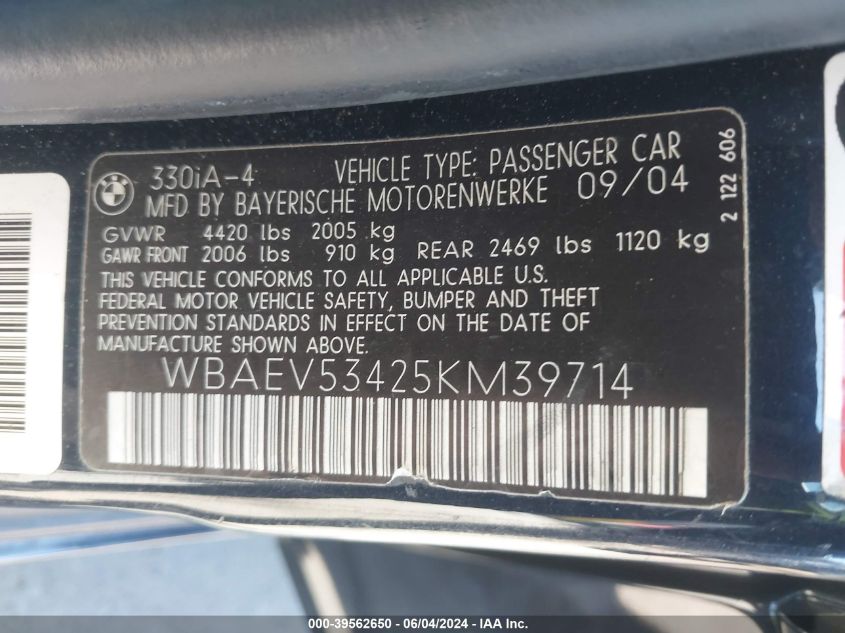 BMW
330iA-4 VEHICLE TYPE: PASSENGER CAR
MFD BY BAYERISCHE MOTORENWERKE 09/04
GVWR 4420 lbs 2005 kg
GAWR FRONT 2006 lbs 910 kg REAR 2469 lbs 1120 kg
THIS VEHICLE CONFORMS TO ALL APPLICABLE U.S.
FEDERAL MOTOR VEHICLE SAFETY, BUMPER AND THEFT
PREVENTION STANDARDS IN EFFECT ON THE DATE OF
MANUFACTURE SHOWN ABOVE.
WBAEV53425KM39714
2 122 606
000-39562650 - 06/04/2024 - IAA Inc.